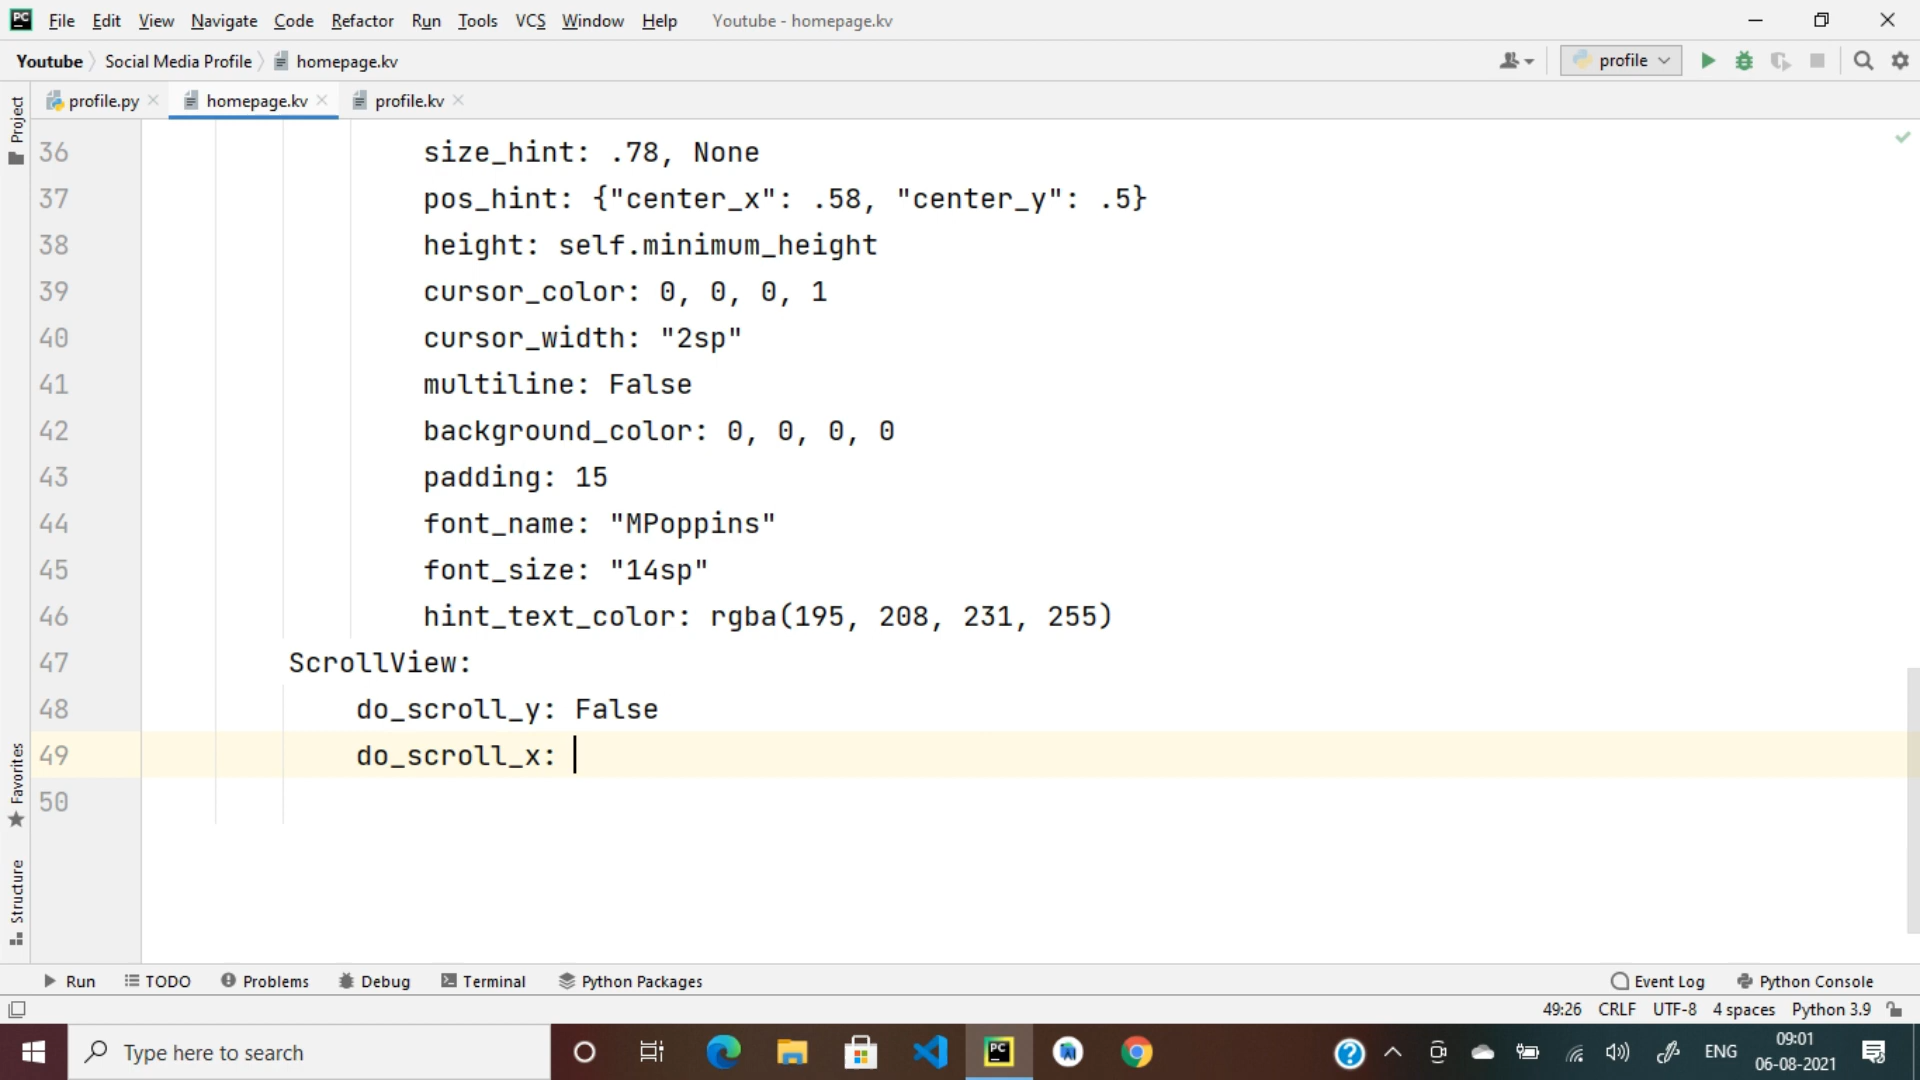 PC File Edit View Navigate Code Refactor Run Tools VCS Window Help Youtube - homepage.kv
Youtube Social Media Profile homepage.kv profile
profile.py homepage.kv profile.kv
Project
36 size_hint: .78, None
37 pos_hint: {"center_x": .58, "center_y": .5}
38 height: self.minimum_height
39 cursor_color: 0, 0, 0, 1
40 cursor_width: "2sp"
41 multiline: False
42 background_color: 0, 0, 0, 0
43 padding: 15
44 font_name: "MPoppins"
45 font_size: "14sp"
46 hint_text_color: rgba(195, 208, 231, 255)
47 ScrollView:
48 do_scroll_y: False
49 do_scroll_x:
50
Favorites
Structure
Run TODO Problems Debug Terminal Python Packages Event Log Python Console
49:26 CRLF UTF-8 4 spaces Python 3.9
Type here to search PC ENG 09:01
06-08-2021